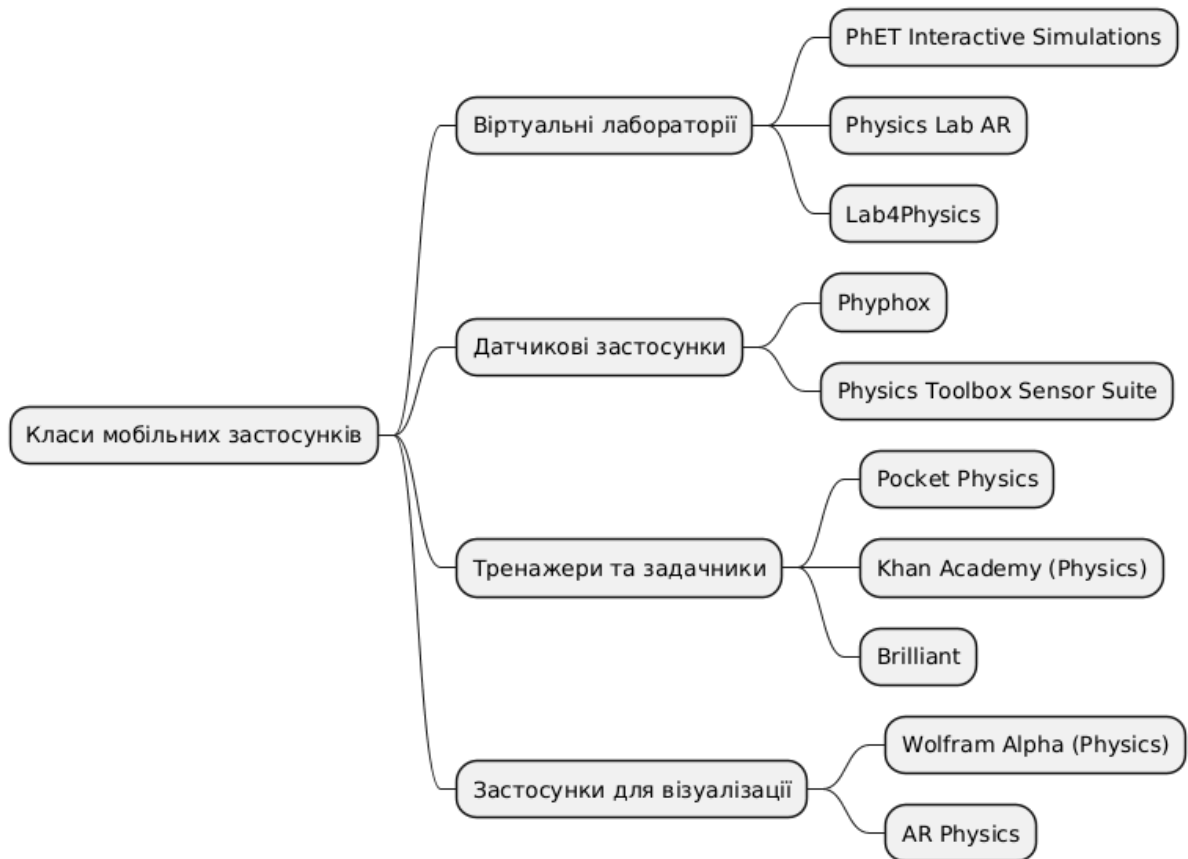 Класи мобільних застосунків
Віртуальні лабораторії
PhET Interactive Simulations
Physics Lab AR
Lab4Physics
Датчикові застосунки
Phyphox
Physics Toolbox Sensor Suite
Тренажери та задачники
Pocket Physics
Khan Academy (Physics)
Brilliant
Застосунки для візуалізації
Wolfram Alpha (Physics)
AR Physics